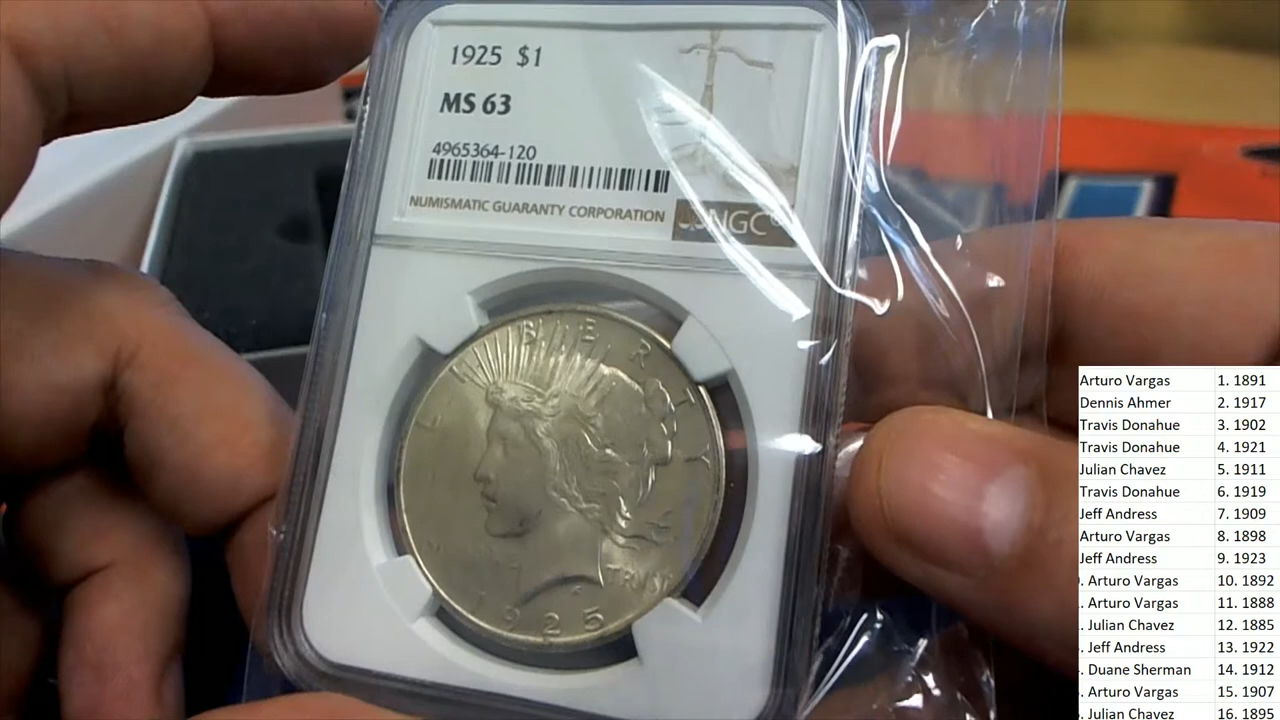 1925 $1
MS 63
4965364-120
NUMISMATIC GUARANTY CORPORATION
NGC
LIBERTY
TRUST
1925
Arturo Vargas 1. 1891
Dennis Ahmer 2. 1917
Travis Donahue 3. 1902
Travis Donahue 4. 1921
Julian Chavez 5. 1911
Travis Donahue 6. 1919
Jeff Andress 7. 1909
Arturo Vargas 8. 1898
Jeff Andress 9. 1923
. Arturo Vargas 10. 1892
. Arturo Vargas 11. 1888
. Julian Chavez 12. 1885
. Jeff Andress 13. 1922
. Duane Sherman 14. 1912
. Arturo Vargas 15. 1907
. Julian Chavez 16. 1895